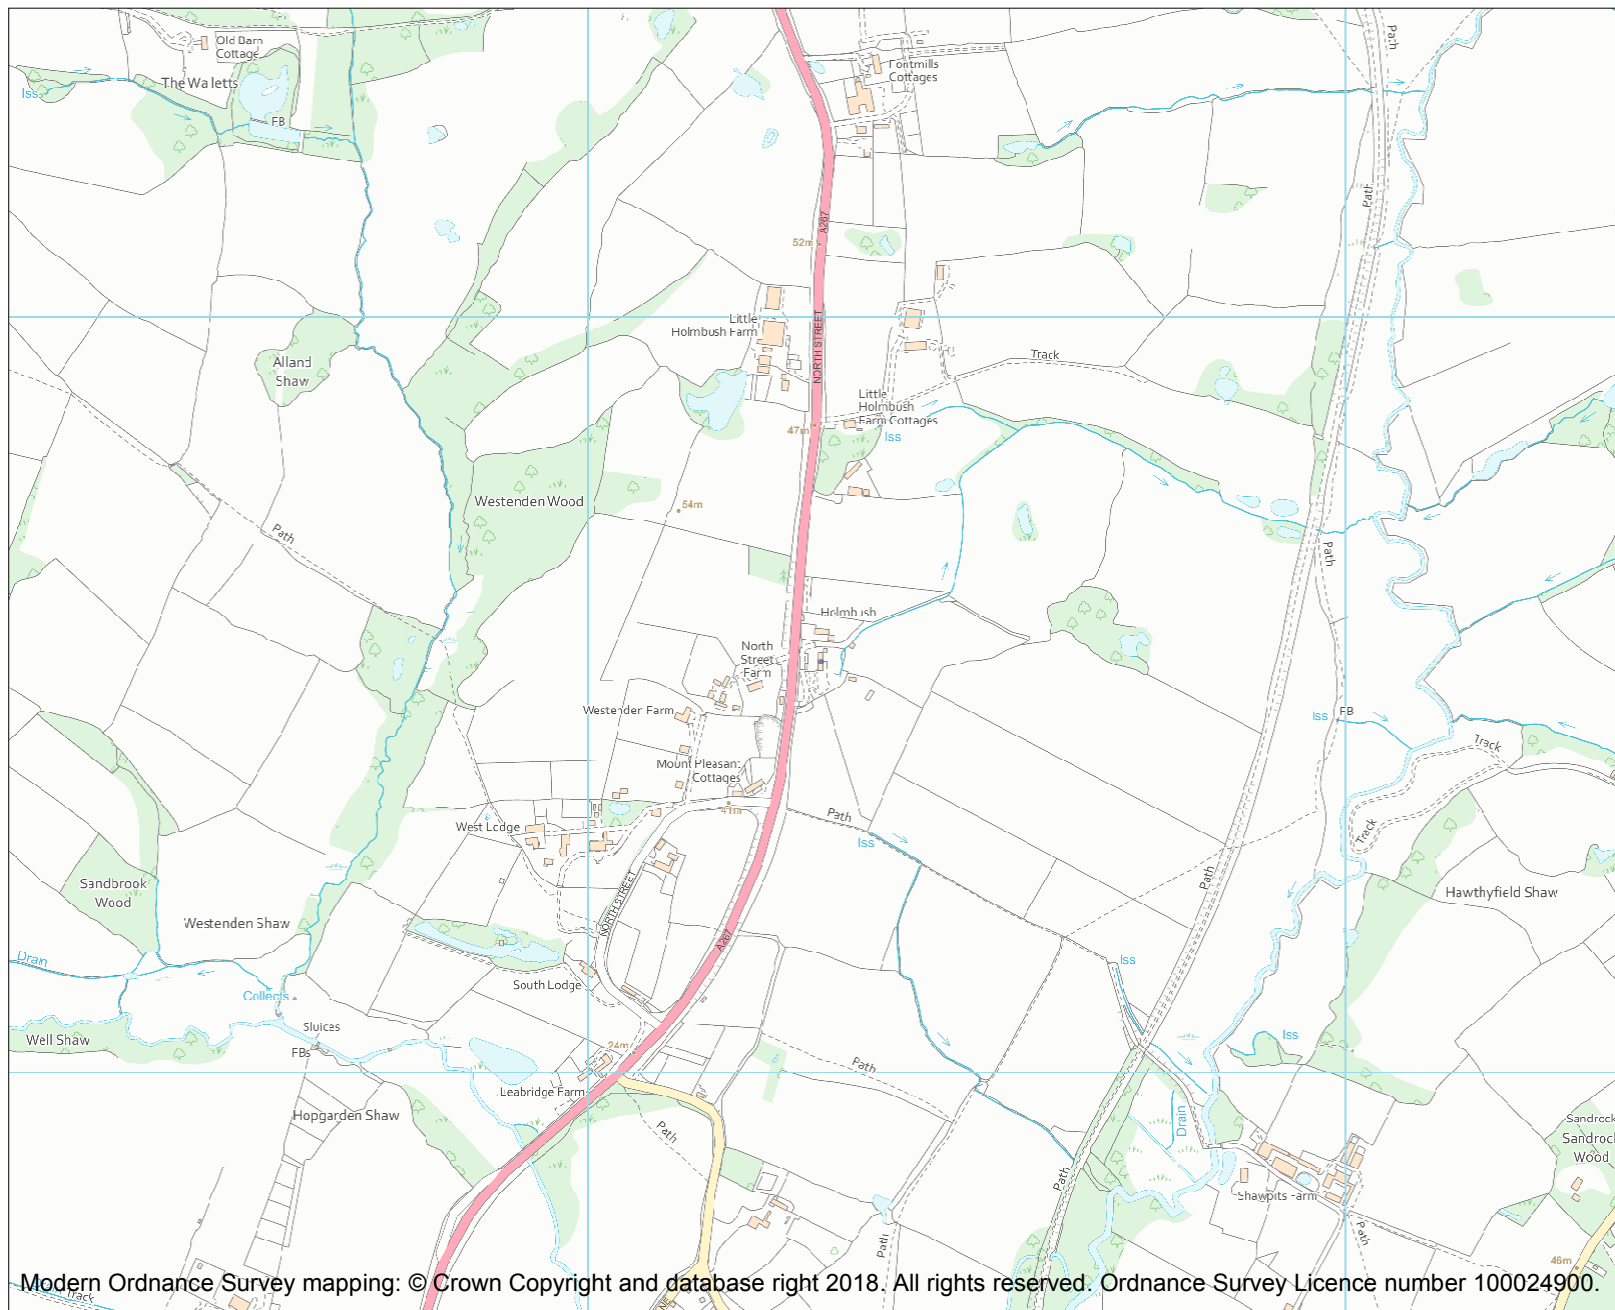 Old Barn
Cottage
The Walletts
Iss
FB
Path
Fontmills
Cottages
Path
A267
52m
Little
Holmbush Farm
NORTH STREET
Track
Alland
Shaw
Little
Holmbush
Farm Cottages
47m
Iss
Westenden Wood
54m
Path
Path
Holmbush
North
Street
Farm
Westender Farm
Iss
FB
Track
Mount Pleasant
Cottages
41m
Path
Iss
West Lodge
Track
Path
Sandbrook
Wood
NORTH STREET
Hawthyfield Shaw
Westenden Shaw
A267
Drain
Iss
Collects
South Lodge
Sluices
FBs
Well Shaw
Iss
24m
Path
Leabridge Farm
Hopgarden Shaw
Path
Drain
Sandrock
Sandrock
Wood
Path
Shawpits Farm
Path
Path
46m
Modern Ordnance Survey mapping: © Crown Copyright and database right 2018. All rights reserved. Ordnance Survey Licence number 100024900.
Track